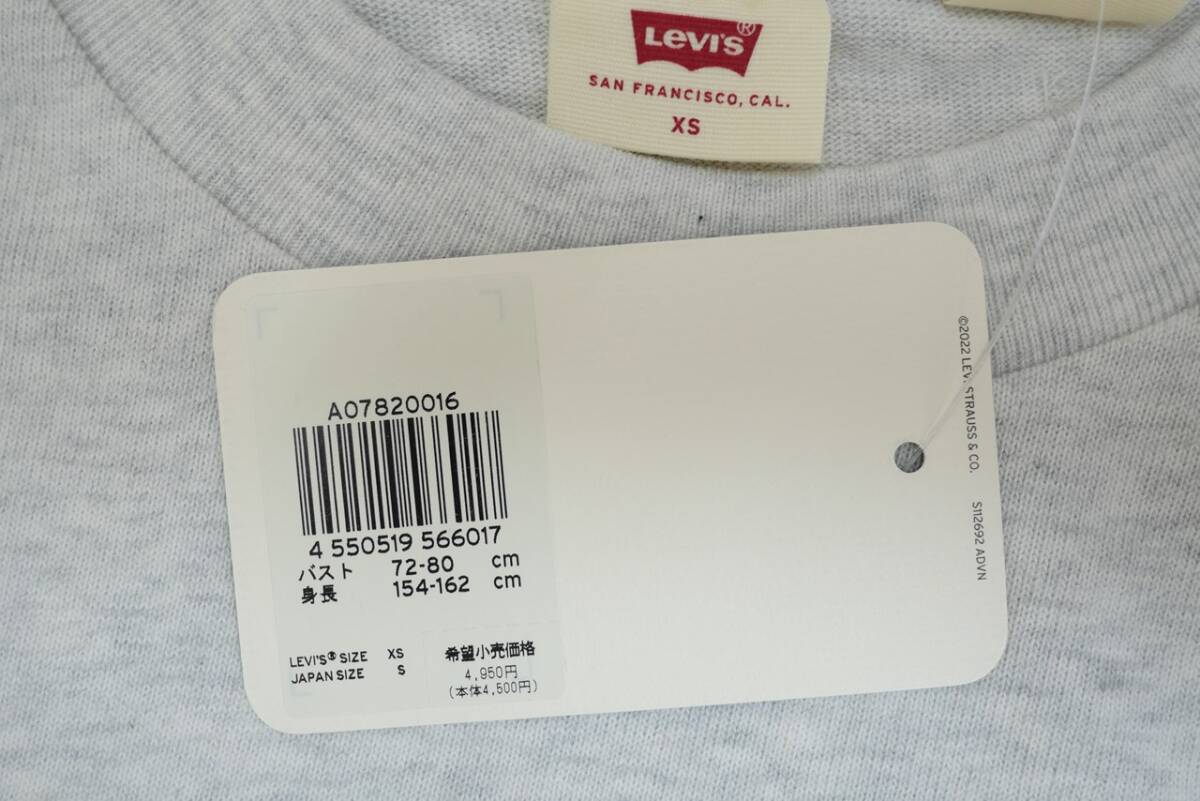 LEVI'S®
SAN FRANCISCO, CAL.
XS
A07820016
4 550519 566017
バスト 72-80 cm
身長 154-162 cm
LEVI'S® SIZE XS
JAPAN SIZE S
希望小売価格
4,950円
(本体4,500円)
©2022 LEVI STRAUSS & CO. S112692 ADVN